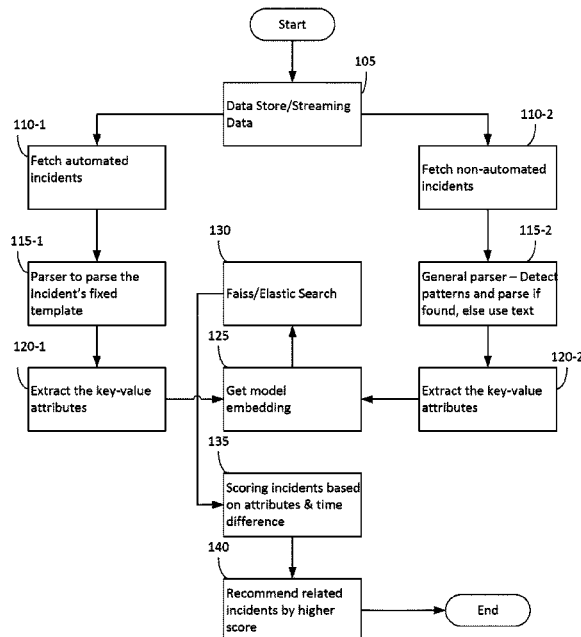 Start
105
Data Store/Streaming
Data
110-1
Fetch automated
incidents
110-2
Fetch non-automated
incidents
115-1
Parser to parse the
Incident's fixed
template
130
Faiss/Elastic Search
115-2
General parser – Detect
patterns and parse if
found, else use text
120-1
Extract the key-value
attributes
125
Get model
embedding
120-2
Extract the key-value
attributes
135
Scoring incidents based
on attributes & time
difference
140
Recommend related
incidents by higher
score
End